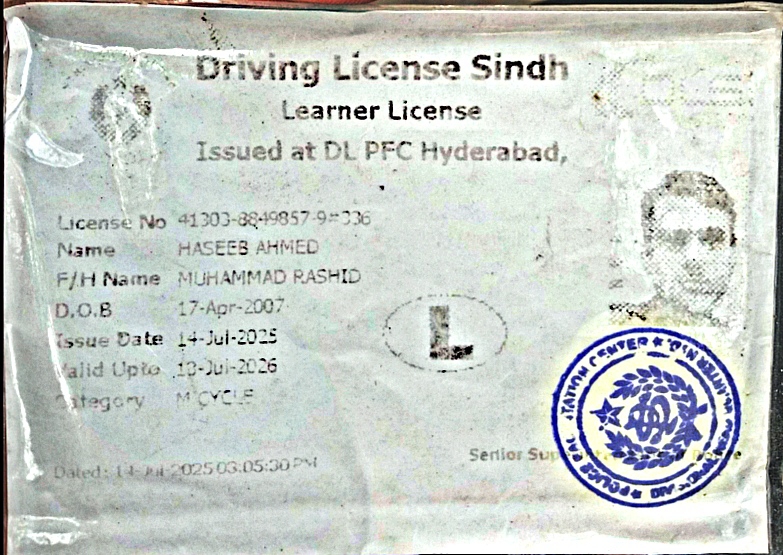 Driving License Sindh
Learner License
Issued at DL PFC Hyderabad,
License No 41303-8849857-9#336
Name HASEEB AHMED
F/H Name MUHAMMAD RASHID
D.O.B 17-Apr-2007
Issue Date 14-Jul-2025
Valid Upto 13-Jul-2026
Category M CYCLE
L
Dated: 14-Jul-2025 03:05:30 PM
Senior
POLICE
CENTER